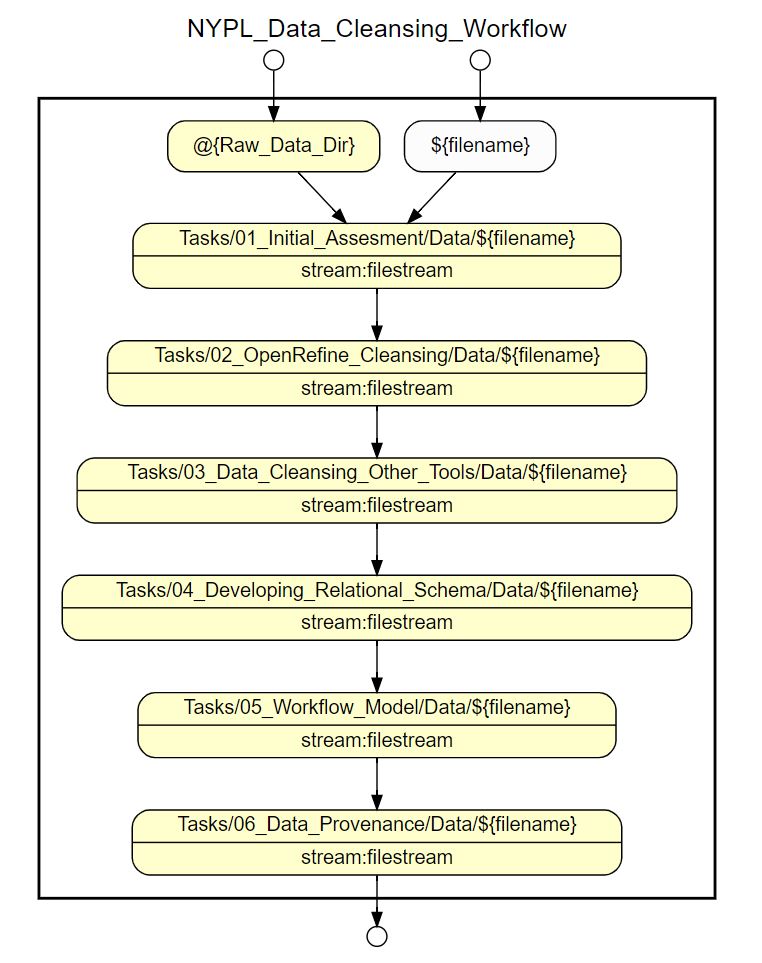 NYPL_Data_Cleansing_Workflow
@{Raw_Data_Dir}
${filename}
Tasks/01_Initial_Assesment/Data/${filename}
stream:filestream
Tasks/02_OpenRefine_Cleansing/Data/${filename}
stream:filestream
Tasks/03_Data_Cleansing_Other_Tools/Data/${filename}
stream:filestream
Tasks/04_Developing_Relational_Schema/Data/${filename}
stream:filestream
Tasks/05_Workflow_Model/Data/${filename}
stream:filestream
Tasks/06_Data_Provenance/Data/${filename}
stream:filestream